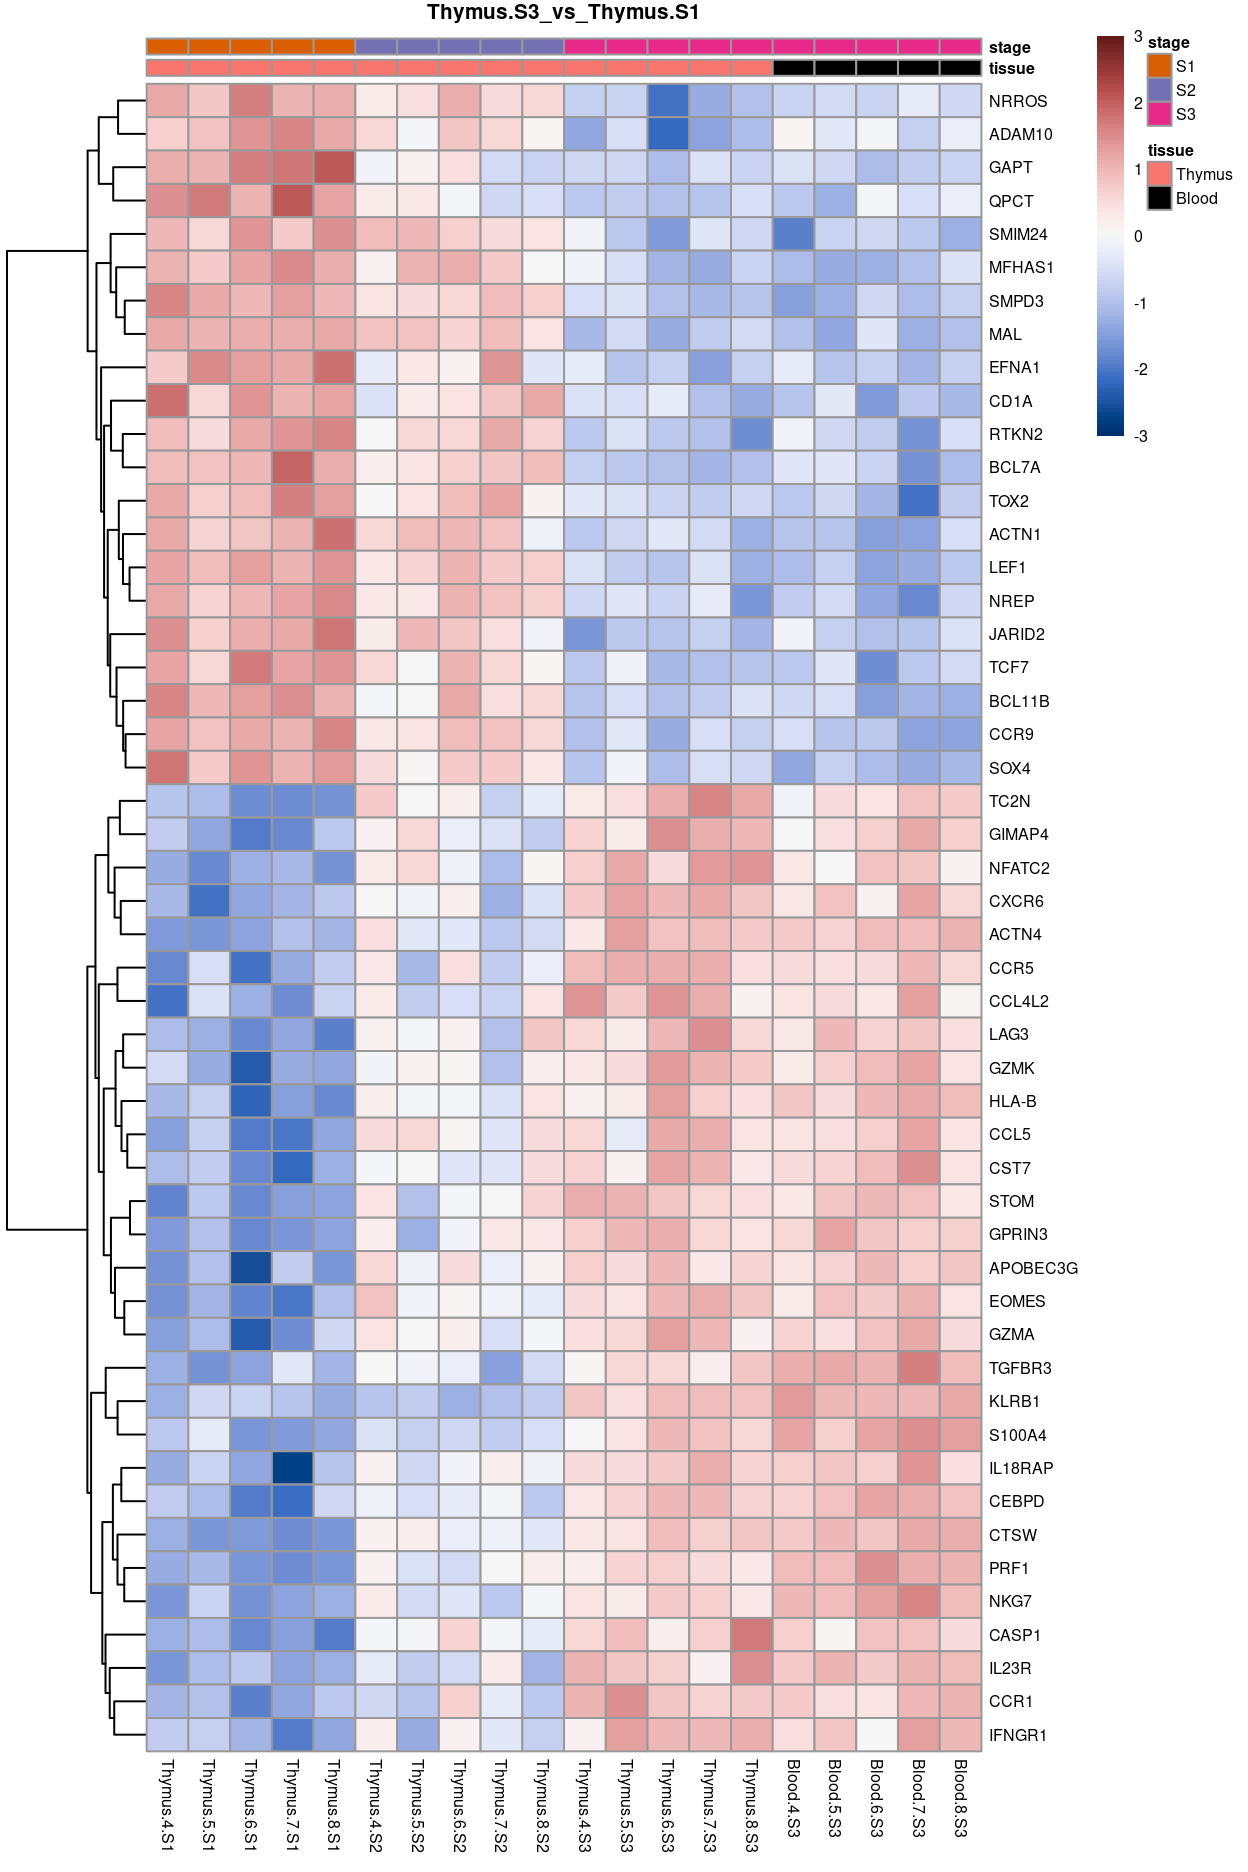 Thymus.S3_vs_Thymus.S1
stage
tissue
NRROS
ADAM10
GAPT
QPCT
SMIM24
MFHAS1
SMPD3
MAL
EFNA1
CD1A
RTKN2
BCL7A
TOX2
ACTN1
LEF1
NREP
JARID2
TCF7
BCL11B
CCR9
SOX4
TC2N
GIMAP4
NFATC2
CXCR6
ACTN4
CCR5
CCL4L2
LAG3
GZMK
HLA-B
CCL5
CST7
STOM
GPRIN3
APOBEC3G
EOMES
GZMA
TGFBR3
KLRB1
S100A4
IL18RAP
CEBPD
CTSW
PRF1
NKG7
CASP1
IL23R
CCR1
IFNGR1
Thymus.4.S1
Thymus.5.S1
Thymus.6.S1
Thymus.7.S1
Thymus.8.S1
Thymus.4.S2
Thymus.5.S2
Thymus.6.S2
Thymus.7.S2
Thymus.8.S2
Thymus.4.S3
Thymus.5.S3
Thymus.6.S3
Thymus.7.S3
Thymus.8.S3
Blood.4.S3
Blood.5.S3
Blood.6.S3
Blood.7.S3
Blood.8.S3
3
2
1
0
-1
-2
-3
stage
S1
S2
S3
tissue
Thymus
Blood